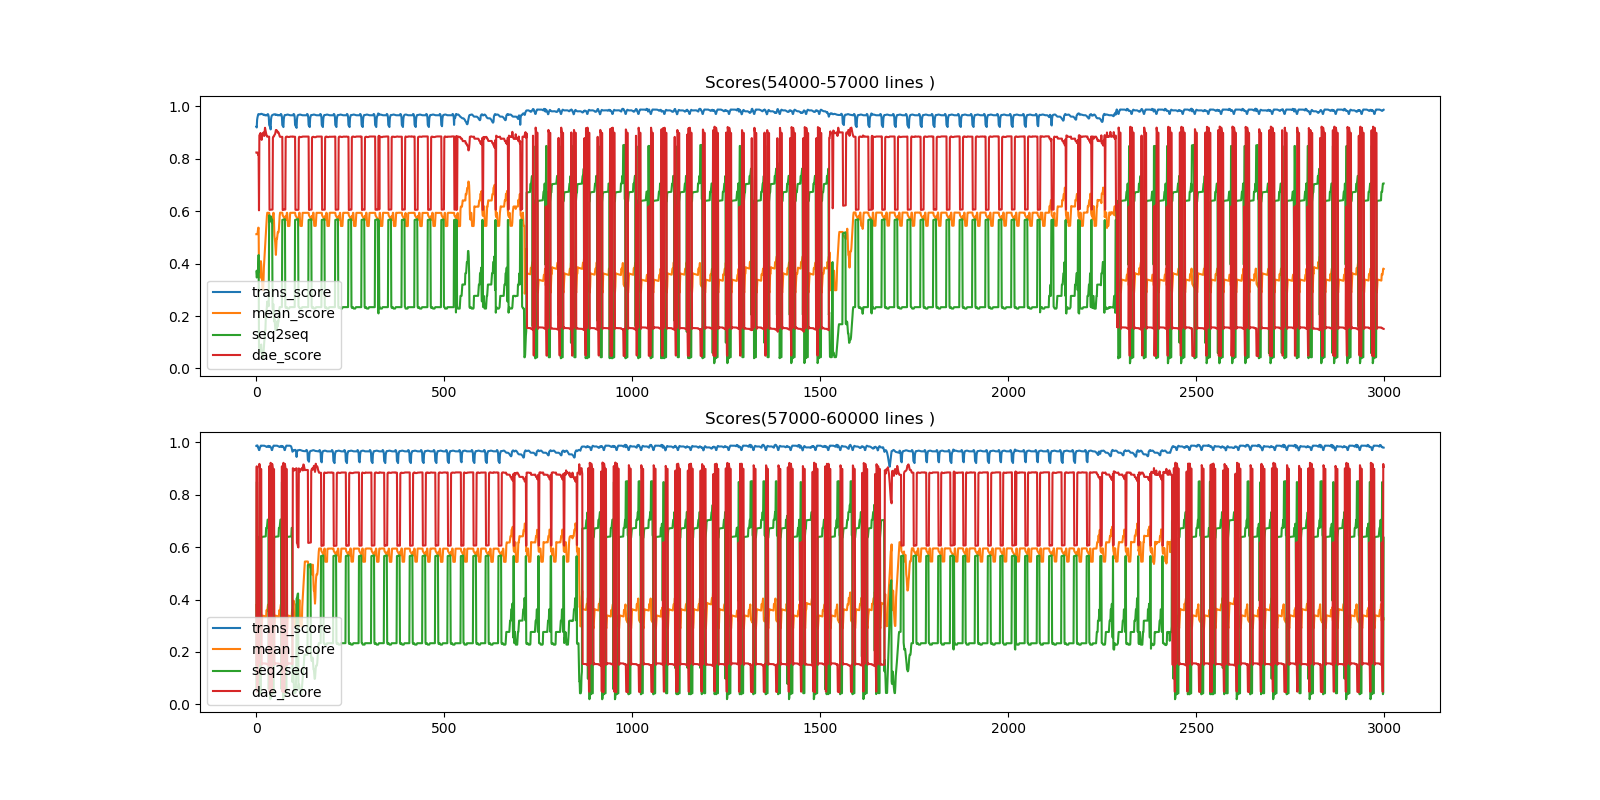 Scores(54000-57000 lines )
1.0
0.8
0.6
0.4
0.2
0.0
trans_score
mean_score
seq2seq
dae_score
0 500 1000 1500 2000 2500 3000
Scores(57000-60000 lines )
1.0
0.8
0.6
0.4
0.2
0.0
trans_score
mean_score
seq2seq
dae_score
0 500 1000 1500 2000 2500 3000